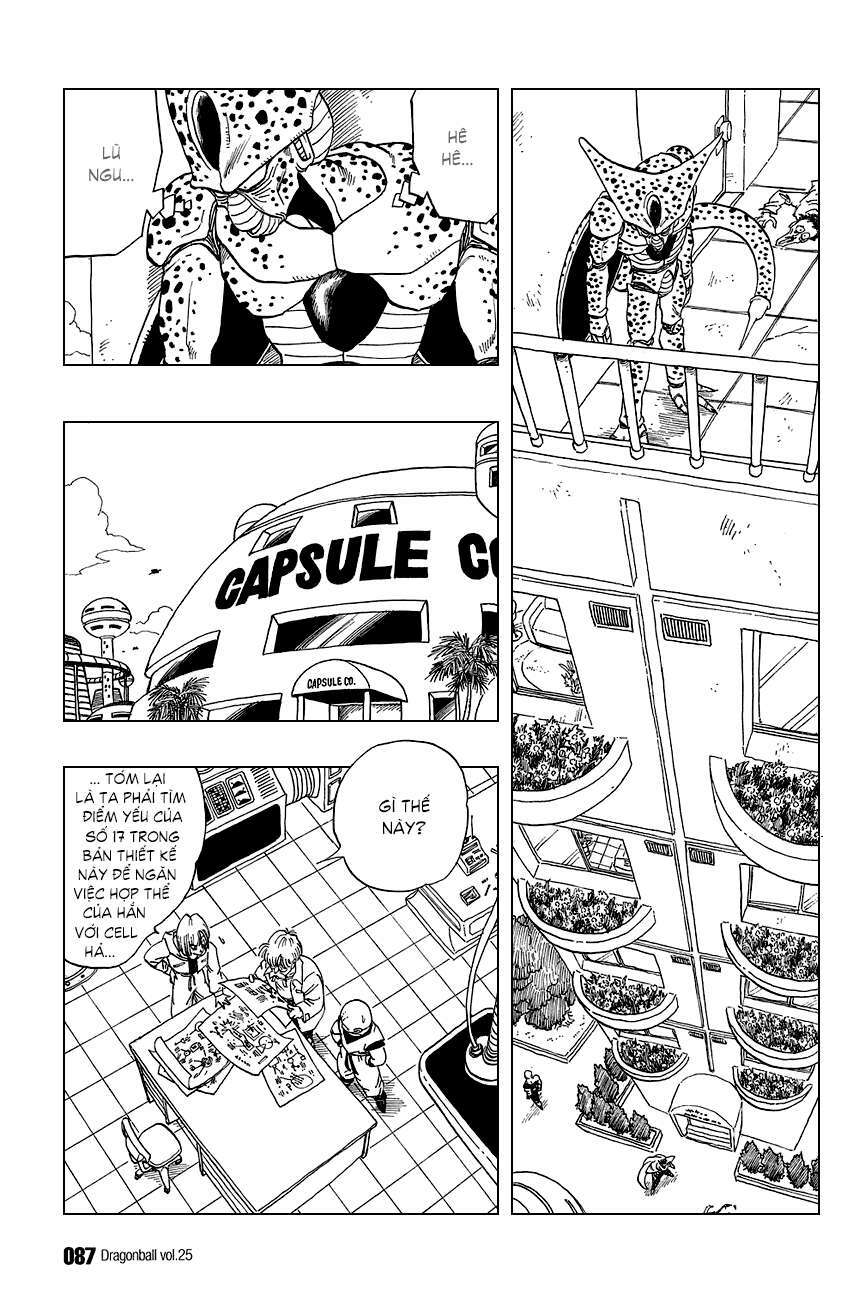 HÊ
HÊ...
LŨ
NGU...
CAPSULE CO
CAPSULE CO.
GÌ THẾ
NÀY?
... TÓM LẠI
LÀ TA PHẢI TÌM
ĐIỂM YẾU CỦA
SỐ 17 TRONG
BẢN THIẾT KẾ
NÀY ĐỂ NGĂN
VIỆC HỢP THỂ
CỦA HẮN
VỚI CELL
HẢ...
087 Dragonball vol.25